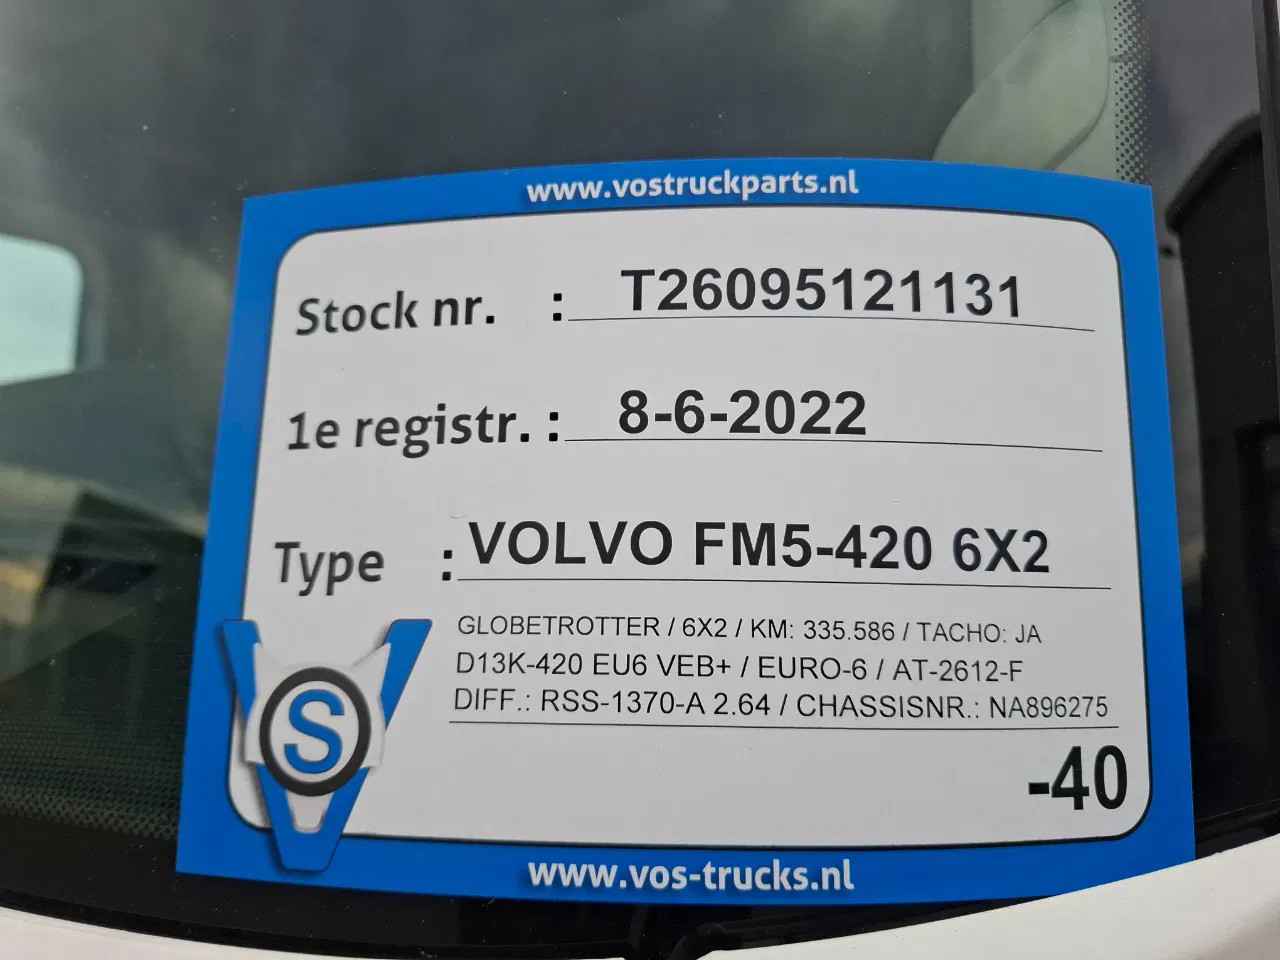 www.vostruckparts.nl
Stock nr. : T26095121131
1e registr. : 8-6-2022
Type : VOLVO FM5-420 6X2
GLOBETROTTER / 6X2 / KM: 335.586 / TACHO: JA
D13K-420 EU6 VEB+ / EURO-6 / AT-2612-F
DIFF.: RSS-1370-A 2.64 / CHASSISNR.: NA896275
VOS
-40
www.vos-trucks.nl